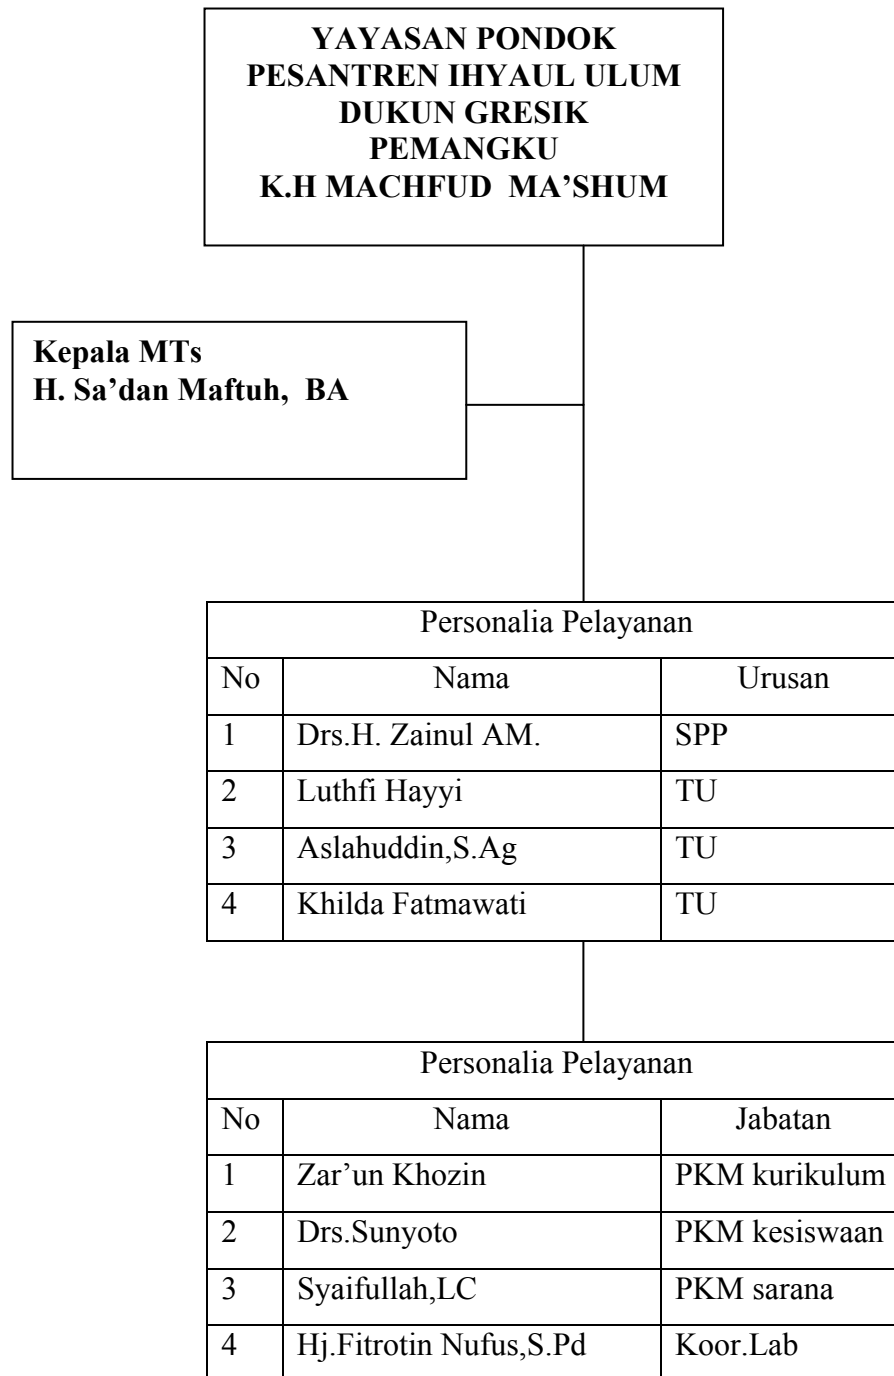 YAYASAN PONDOK
PESANTREN IHYAUL ULUM
DUKUN GRESIK
PEMANGKU
K.H MACHFUD MA’SHUM
Kepala MTs
H. Sa’dan Maftuh, BA
Personalia Pelayanan
No Nama Urusan
1 Drs.H. Zainul AM. SPP
2 Luthfi Hayyi TU
3 Aslahuddin,S.Ag TU
4 Khilda Fatmawati TU
Personalia Pelayanan
No Nama Jabatan
1 Zar’un Khozin PKM kurikulum
2 Drs.Sunyoto PKM kesiswaan
3 Syaifullah,LC PKM sarana
4 Hj.Fitrotin Nufus,S.Pd Koor.Lab